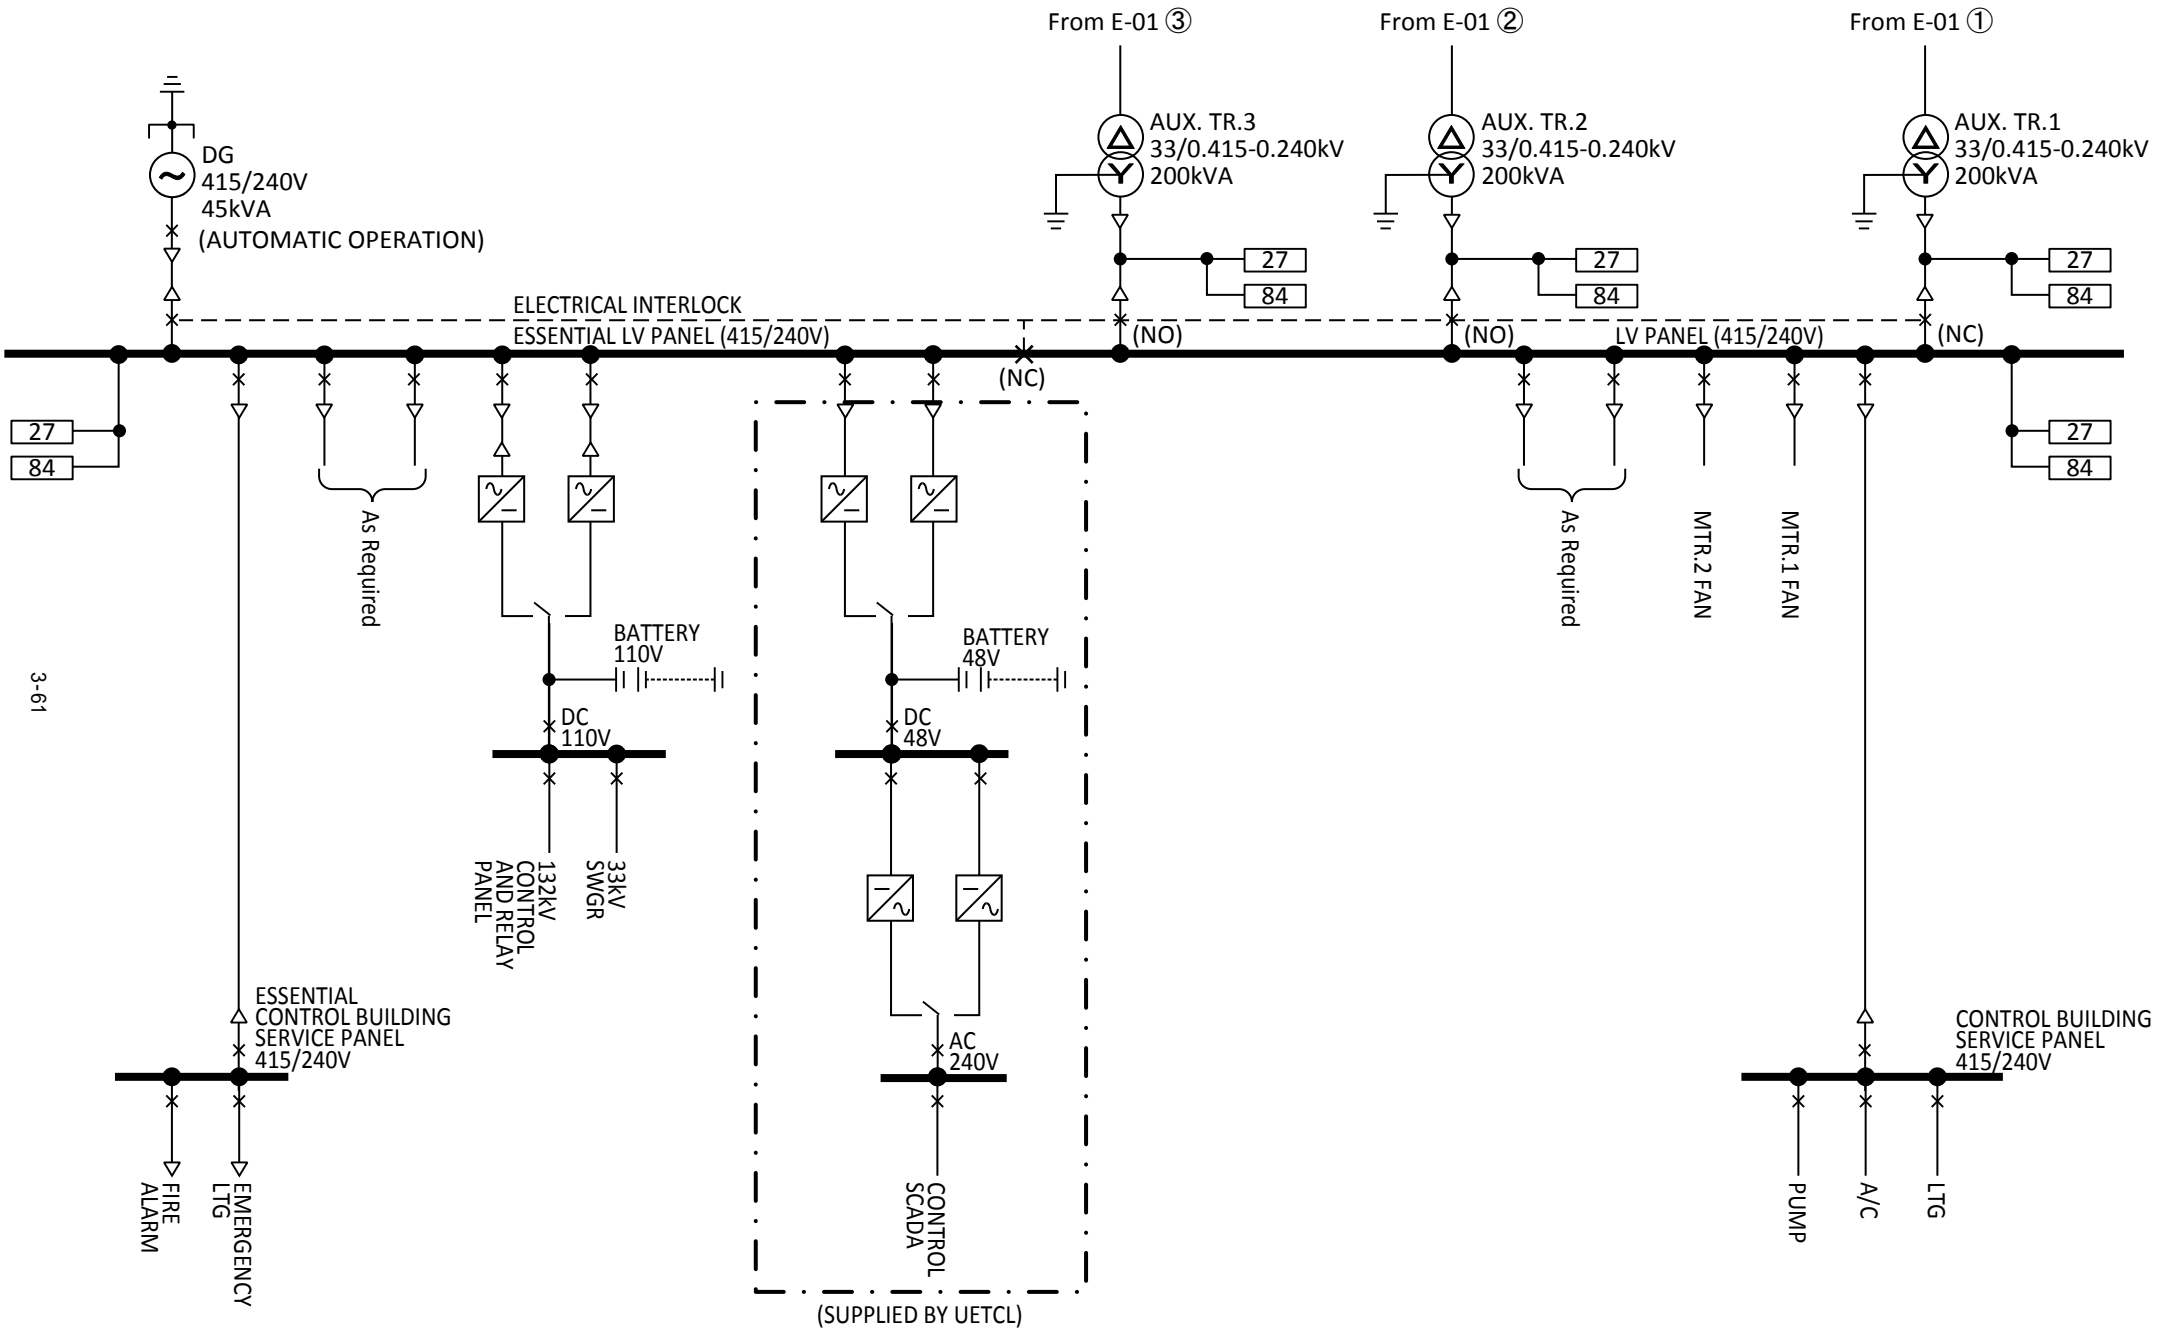 From E-01 ③
From E-01 ②
From E-01 ①
DG
415/240V
45kVA
(AUTOMATIC OPERATION)
AUX. TR.3
33/0.415-0.240kV
200kVA
AUX. TR.2
33/0.415-0.240kV
200kVA
AUX. TR.1
33/0.415-0.240kV
200kVA
27
84
27
84
27
84
ELECTRICAL INTERLOCK
ESSENTIAL LV PANEL (415/240V)
(NC)
(NO)
(NO)
LV PANEL (415/240V)
(NC)
27
84
27
84
As Required
As Required
MTR.2 FAN
MTR.1 FAN
BATTERY
110V
BATTERY
48V
3-61
DC
110V
DC
48V
132kV
CONTROL
AND RELAY
PANEL
33kV
SWGR
ESSENTIAL
CONTROL BUILDING
SERVICE PANEL
415/240V
AC
240V
CONTROL BUILDING
SERVICE PANEL
415/240V
FIRE
ALARM
EMERGENCY
LTG
CONTROL
SCADA
PUMP
A/C
LTG
(SUPPLIED BY UETCL)